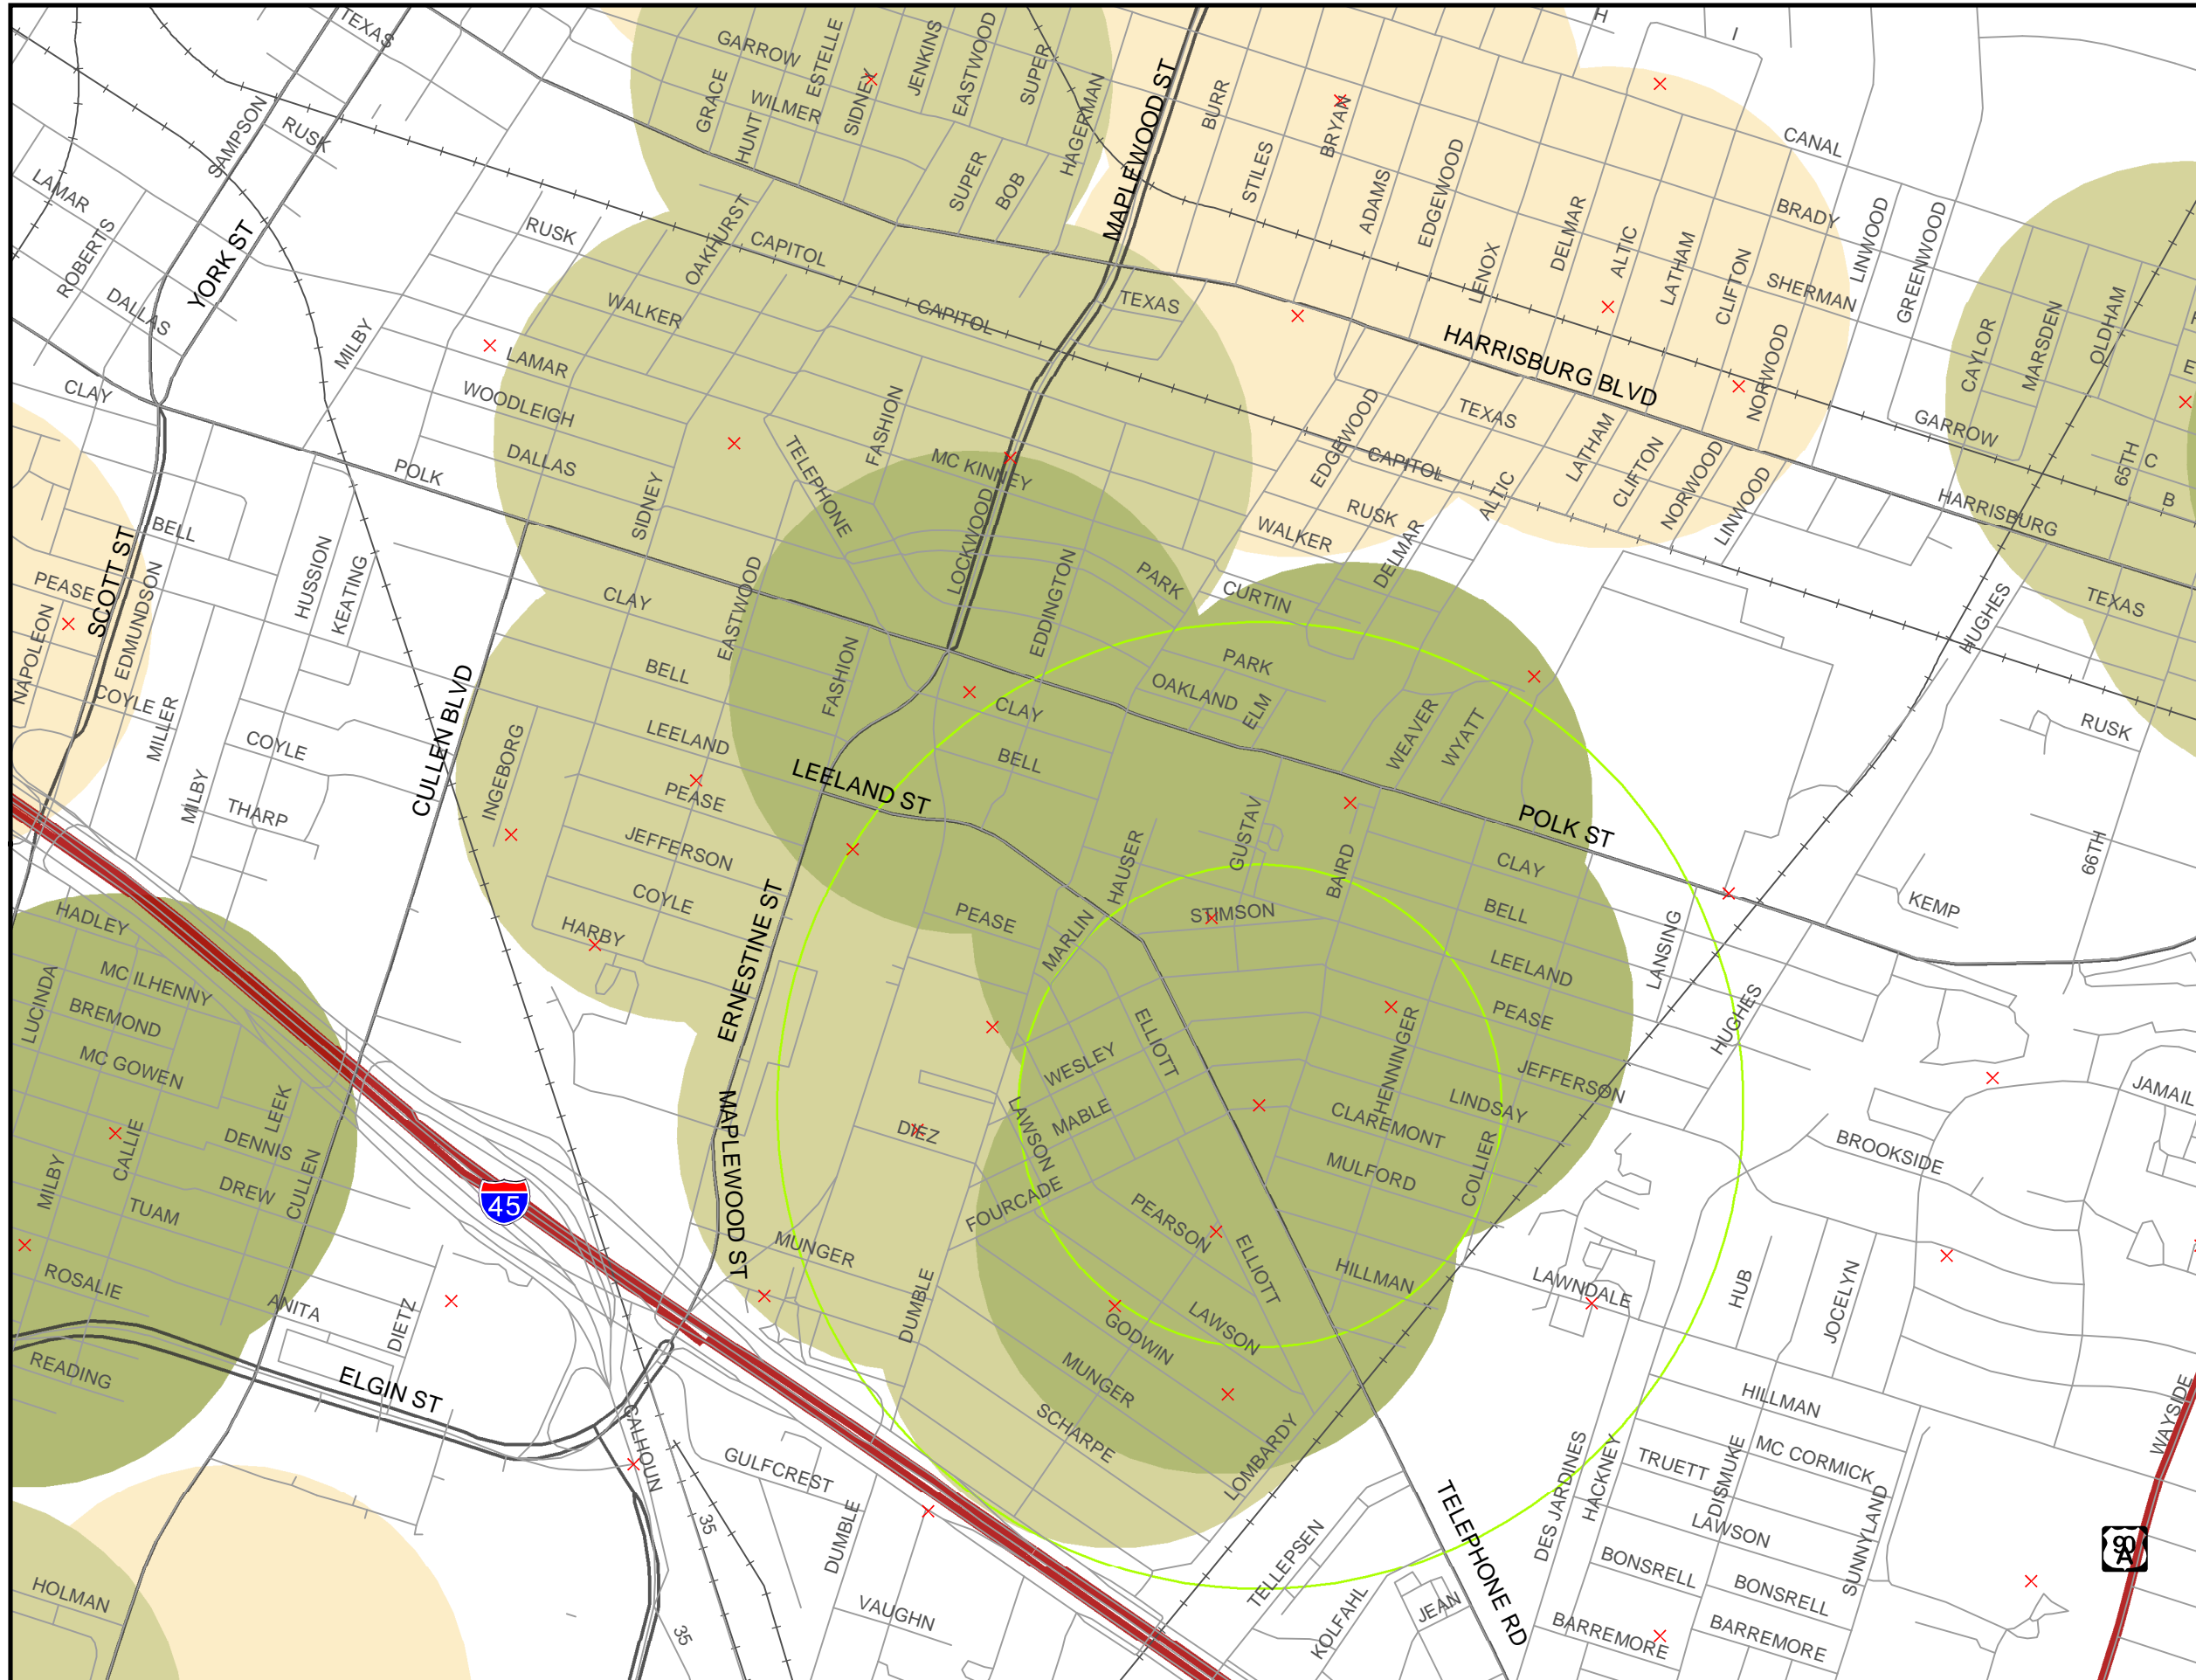 TEXAS
GARROW
ESTELLE
JENKINS
EASTWOOD
SUPER
H
I
GRACE
WILMER
SIDNEY
HUNT
HAGERMAN
MAPLEWOOD ST
BURR
BRYAN
CANAL
SAMPSON
RUSK
SUPER
BOB
STILES
ADAMS
EDGEWOOD
LAMAR
ROBERTS
YORK ST
RUSK
OAKHURST
CAPITOL
DELMAR
ALTIC
LATHAM
BRADY
LINWOOD
GREENWOOD
DALLAS
MILBY
WALKER
CAPITOL
TEXAS
LENOX
CLIFTON
SHERMAN
CAYLOR
MARSDEN
OLDHAM
LAMAR
HARRISBURG BLVD
NORWOOD
CLAY
WOODLEIGH
FASHION
EDGEWOOD
TEXAS
GARROW
E
POLK
DALLAS
SIDNEY
TELEPHONE
MC KINNEY
CAPITOL
LATHAM
CLIFTON
NORWOOD
LINWOOD
65TH
C
B
BELL
LOCKWOOD
WALKER
RUSK
ALTIC
HARRISBURG
SCOTT ST
HUSSION
KEATING
EASTWOOD
EDDINGTON
PARK
CURTIN
DELMAR
HUGHES
TEXAS
PEASE
NAPOLEON
EDMUNDSON
CLAY
COYLE
MILLER
CULLEN BLVD
BELL
FASHION
CLAY
PARK
OAKLAND
ELM
WEAVER
WYATT
RUSK
COYLE
INGEBORG
LEELAND
BELL
LEELAND ST
MILBY
THARP
PEASE
JEFFERSON
HAUSER
GUSTAV
BAIRD
POLK ST
CLAY
66TH
HADLEY
COYLE
HARBY
ERNESTINE ST
PEASE
MARLIN
STIMSON
BELL
KEMP
LUCINDA
MC ILHENNY
BREMOND
MC GOWEN
LEELAND
LANSING
HUGHES
PEASE
ELLIOTT
WESLEY
MABLE
HENNINGER
JEFFERSON
LINDSAY
JAMAIL
LEEK
DENNIS
CALLIE
MILBY
DREW
CULLEN
TUAM
MAPLEWOOD ST
DIEZ
LAWSON
CLAREMONT
MULFORD
COLLIER
BROOKSIDE
45
FOURCADE
PEARSON
ELLIOTT
MUNGER
HILLMAN
LAWNDALE
HUB
JOCELYN
ROSALIE
ANITA
DIETZ
DUMBLE
LAWSON
GODWIN
READING
ELGIN ST
MUNGER
SCHARPE
HILLMAN
WAYSIDE
CALHOUN
GULFCREST
LOMBARDY
TELEPHONE RD
DES JARDINES
HACKNEY
TRUETT
DISMUKE
MC CORMICK
SUNNYLAND
35
DUMBLE
LAWSON
90
A
TELLEPSEN
BONSRELL
BONSRELL
HOLMAN
VAUGHN
KOLFAHL
JEAN
BARREMORE
BARREMORE
35